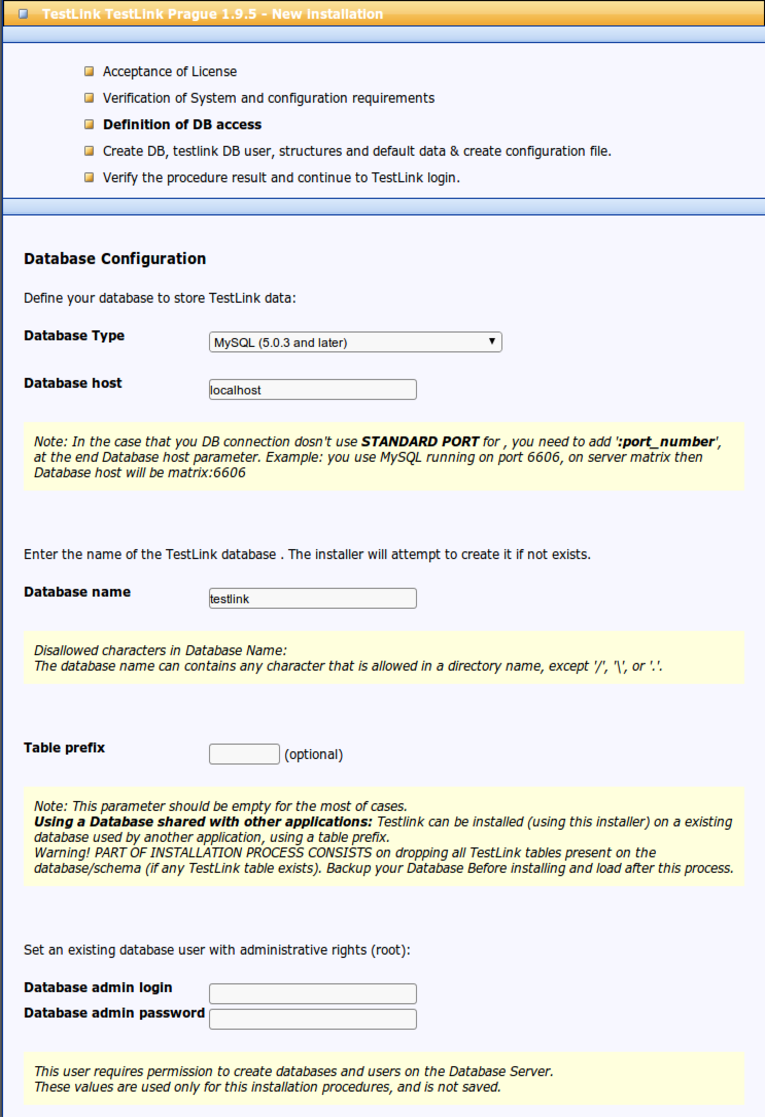 TestLink TestLink Prague 1.9.5 - New installation
Acceptance of License
Verification of System and configuration requirements
Definition of DB access
Create DB, testlink DB user, structures and default data & create configuration file.
Verify the procedure result and continue to TestLink login.
Database Configuration
Define your database to store TestLink data:
Database Type MySQL (5.0.3 and later)
Database host localhost
Note: In the case that you DB connection dosn't use STANDARD PORT for , you need to add ':port_number',
at the end Database host parameter. Example: you use MySQL running on port 6606, on server matrix then
Database host will be matrix:6606
Enter the name of the TestLink database . The installer will attempt to create it if not exists.
Database name testlink
Disallowed characters in Database Name:
The database name can contains any character that is allowed in a directory name, except '/', '\', or '.'.
Table prefix (optional)
Note: This parameter should be empty for the most of cases.
Using a Database shared with other applications: Testlink can be installed (using this installer) on a existing
database used by another application, using a table prefix.
Warning! PART OF INSTALLATION PROCESS CONSISTS on dropping all TestLink tables present on the
database/schema (if any TestLink table exists). Backup your Database Before installing and load after this process.
Set an existing database user with administrative rights (root):
Database admin login
Database admin password
This user requires permission to create databases and users on the Database Server.
These values are used only for this installation procedures, and is not saved.